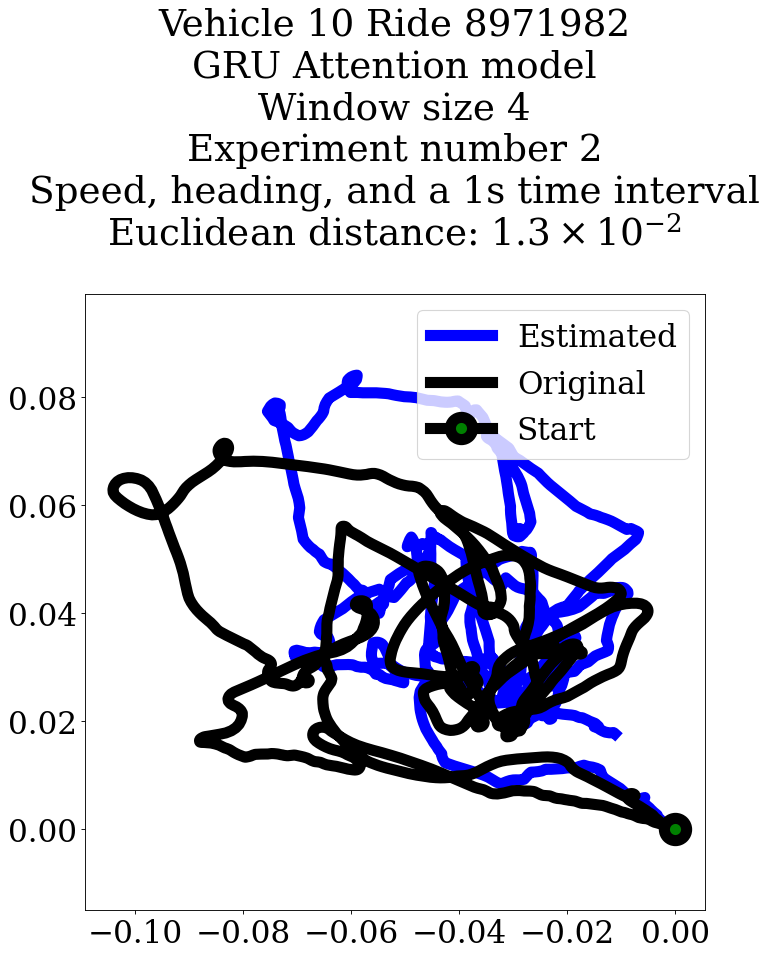 Vehicle 10 Ride 8971982
GRU Attention model
Window size 4
Experiment number 2
Speed, heading, and a 1s time interval
Euclidean distance: 1.3 × 10⁻²
Estimated
Original
Start
0.08
0.06
0.04
0.02
0.00
−0.10 −0.08 −0.06 −0.04 −0.02 0.00